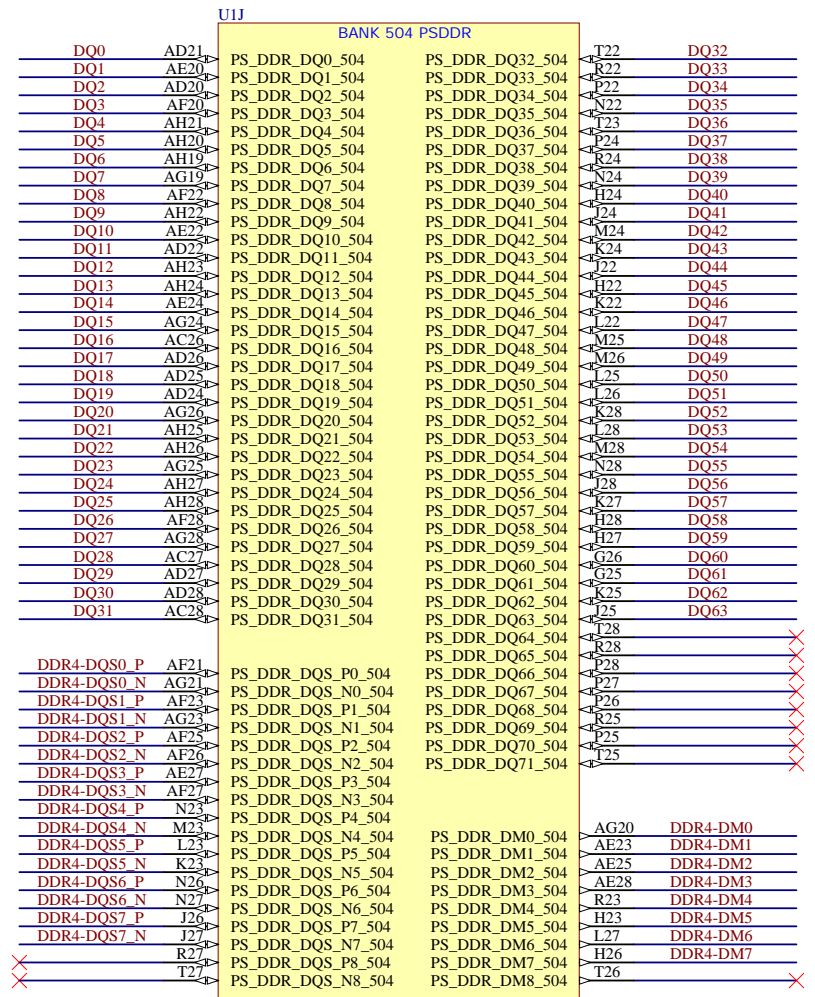 U1J
BANK 504 PSDDR
DQ0 AD21 PS_DDR_DQ0_504 PS_DDR_DQ32_504 T22 DQ32
DQ1 AE20 PS_DDR_DQ1_504 PS_DDR_DQ33_504 R22 DQ33
DQ2 AD20 PS_DDR_DQ2_504 PS_DDR_DQ34_504 P22 DQ34
DQ3 AF20 PS_DDR_DQ3_504 PS_DDR_DQ35_504 N22 DQ35
DQ4 AH21 PS_DDR_DQ4_504 PS_DDR_DQ36_504 T23 DQ36
DQ5 AH20 PS_DDR_DQ5_504 PS_DDR_DQ37_504 P24 DQ37
DQ6 AH19 PS_DDR_DQ6_504 PS_DDR_DQ38_504 R24 DQ38
DQ7 AG19 PS_DDR_DQ7_504 PS_DDR_DQ39_504 N24 DQ39
DQ8 AF22 PS_DDR_DQ8_504 PS_DDR_DQ40_504 H24 DQ40
DQ9 AH22 PS_DDR_DQ9_504 PS_DDR_DQ41_504 J24 DQ41
DQ10 AE22 PS_DDR_DQ10_504 PS_DDR_DQ42_504 M24 DQ42
DQ11 AD22 PS_DDR_DQ11_504 PS_DDR_DQ43_504 K24 DQ43
DQ12 AH23 PS_DDR_DQ12_504 PS_DDR_DQ44_504 J22 DQ44
DQ13 AH24 PS_DDR_DQ13_504 PS_DDR_DQ45_504 H22 DQ45
DQ14 AE24 PS_DDR_DQ14_504 PS_DDR_DQ46_504 K22 DQ46
DQ15 AG24 PS_DDR_DQ15_504 PS_DDR_DQ47_504 L22 DQ47
DQ16 AC26 PS_DDR_DQ16_504 PS_DDR_DQ48_504 M25 DQ48
DQ17 AD26 PS_DDR_DQ17_504 PS_DDR_DQ49_504 M26 DQ49
DQ18 AD25 PS_DDR_DQ18_504 PS_DDR_DQ50_504 L25 DQ50
DQ19 AD24 PS_DDR_DQ19_504 PS_DDR_DQ51_504 L26 DQ51
DQ20 AG26 PS_DDR_DQ20_504 PS_DDR_DQ52_504 K28 DQ52
DQ21 AH25 PS_DDR_DQ21_504 PS_DDR_DQ53_504 L28 DQ53
DQ22 AH26 PS_DDR_DQ22_504 PS_DDR_DQ54_504 M28 DQ54
DQ23 AG25 PS_DDR_DQ23_504 PS_DDR_DQ55_504 N28 DQ55
DQ24 AH27 PS_DDR_DQ24_504 PS_DDR_DQ56_504 J28 DQ56
DQ25 AH28 PS_DDR_DQ25_504 PS_DDR_DQ57_504 K27 DQ57
DQ26 AF28 PS_DDR_DQ26_504 PS_DDR_DQ58_504 H28 DQ58
DQ27 AG28 PS_DDR_DQ27_504 PS_DDR_DQ59_504 H27 DQ59
DQ28 AC27 PS_DDR_DQ28_504 PS_DDR_DQ60_504 G26 DQ60
DQ29 AD27 PS_DDR_DQ29_504 PS_DDR_DQ61_504 G25 DQ61
DQ30 AD28 PS_DDR_DQ30_504 PS_DDR_DQ62_504 K25 DQ62
DQ31 AC28 PS_DDR_DQ31_504 PS_DDR_DQ63_504 J25 DQ63
PS_DDR_DQ64_504 T28
PS_DDR_DQ65_504 R28
DDR4-DQS0_P AF21 PS_DDR_DQS_P0_504 PS_DDR_DQ66_504 P28
DDR4-DQS0_N AG21 PS_DDR_DQS_N0_504 PS_DDR_DQ67_504 P27
DDR4-DQS1_P AF23 PS_DDR_DQS_P1_504 PS_DDR_DQ68_504 P26
DDR4-DQS1_N AG23 PS_DDR_DQS_N1_504 PS_DDR_DQ69_504 R25
DDR4-DQS2_P AF25 PS_DDR_DQS_P2_504 PS_DDR_DQ70_504 P25
DDR4-DQS2_N AF26 PS_DDR_DQS_N2_504 PS_DDR_DQ71_504 T25
DDR4-DQS3_P AE27 PS_DDR_DQS_P3_504
DDR4-DQS3_N AF27 PS_DDR_DQS_N3_504
DDR4-DQS4_P N23 PS_DDR_DQS_P4_504
DDR4-DQS4_N M23 PS_DDR_DQS_N4_504 PS_DDR_DM0_504 AG20 DDR4-DM0
DDR4-DQS5_P L23 PS_DDR_DQS_P5_504 PS_DDR_DM1_504 AE23 DDR4-DM1
DDR4-DQS5_N K23 PS_DDR_DQS_N5_504 PS_DDR_DM2_504 AE25 DDR4-DM2
DDR4-DQS6_P N26 PS_DDR_DQS_P6_504 PS_DDR_DM3_504 AE28 DDR4-DM3
DDR4-DQS6_N N27 PS_DDR_DQS_N6_504 PS_DDR_DM4_504 R23 DDR4-DM4
DDR4-DQS7_P J26 PS_DDR_DQS_P7_504 PS_DDR_DM5_504 H23 DDR4-DM5
DDR4-DQS7_N J27 PS_DDR_DQS_N7_504 PS_DDR_DM6_504 L27 DDR4-DM6
R27 PS_DDR_DQS_P8_504 PS_DDR_DM7_504 H26 DDR4-DM7
T27 PS_DDR_DQS_N8_504 PS_DDR_DM8_504 T26